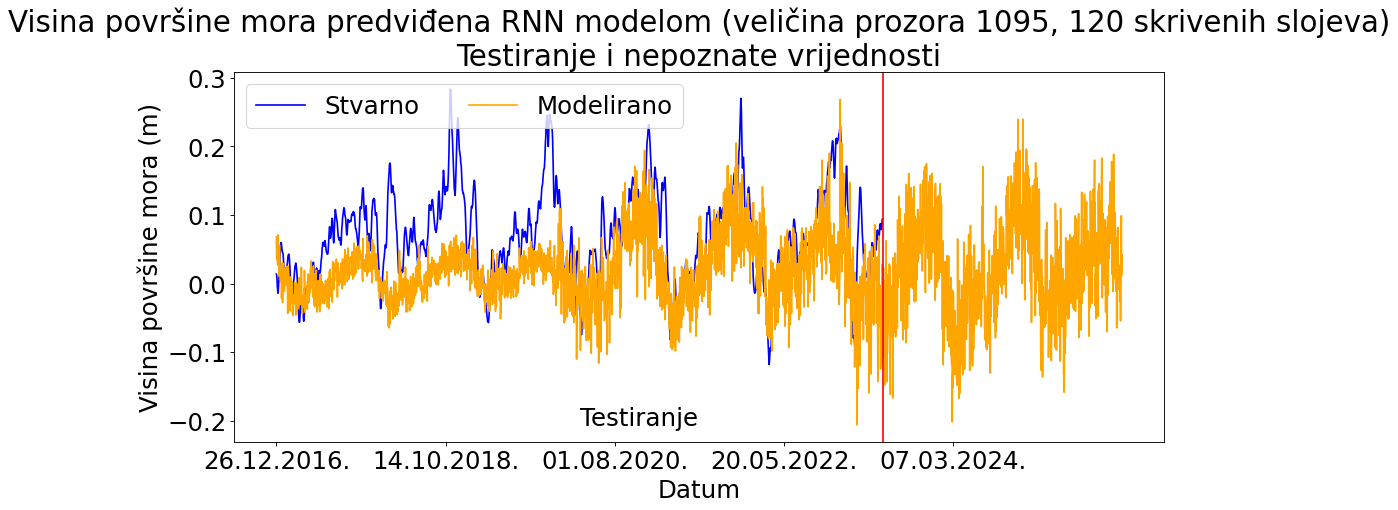 Visina površine mora predviđena RNN modelom (veličina prozora 1095, 120 skrivenih slojeva)
Testiranje i nepoznate vrijednosti
Stvarno
Modelirano
Visina površine mora (m)
0.3
0.2
0.1
0.0
−0.1
−0.2
Testiranje
26.12.2016.
14.10.2018.
01.08.2020.
20.05.2022.
07.03.2024.
Datum